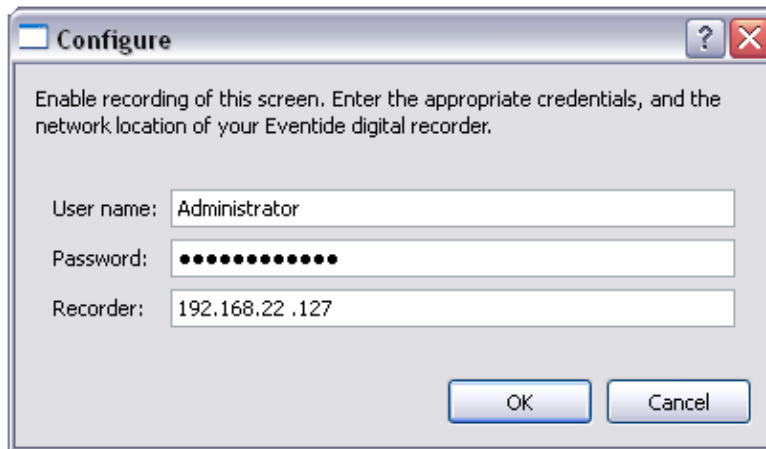 Configure
Enable recording of this screen. Enter the appropriate credentials, and the
network location of your Eventide digital recorder.
User name: Administrator
Password: ●●●●●●●●●●●●
Recorder: 192.168.22 .127
OK Cancel